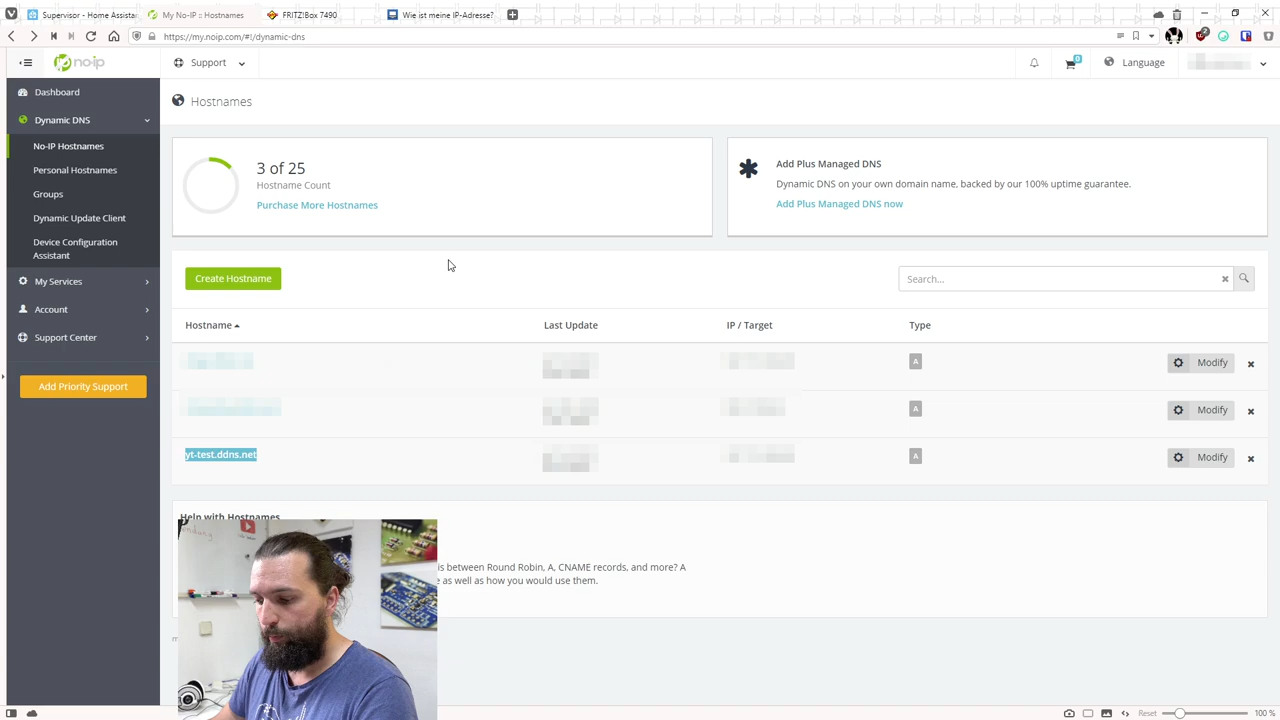 Supervisor - Home Assistan
My No-IP :: Hostnames
FRITZ!Box 7490
Wie ist meine IP-Adresse?
https://my.noip.com/#!/dynamic-dns
no-ip
Support
0
Language
Dashboard
Dynamic DNS
No-IP Hostnames
Personal Hostnames
Groups
Dynamic Update Client
Device Configuration
Assistant
My Services
Account
Support Center
Add Priority Support
Hostnames
3 of 25
Hostname Count
Purchase More Hostnames
Add Plus Managed DNS
Dynamic DNS on your own domain name, backed by our 100% uptime guarantee.
Add Plus Managed DNS now
Create Hostname
Search...
Hostname
Last Update
IP / Target
Type
A
Modify
A
Modify
yt-test.ddns.net
A
Modify
Help with Hostnames
is between Round Robin, A, CNAME records, and more? A
e as well as how you would use them.
Reset
100 %